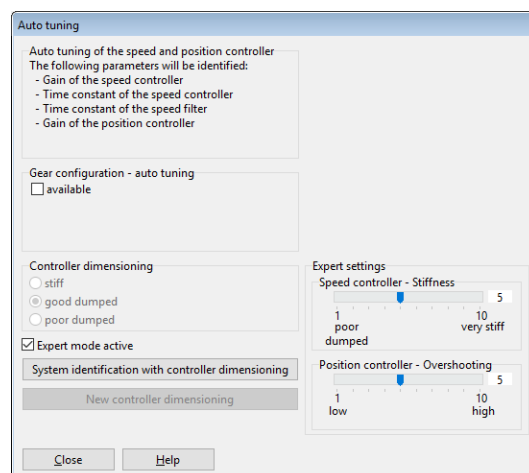 Auto tuning
Auto tuning of the speed and position controller
The following parameters will be identified:
- Gain of the speed controller
- Time constant of the speed controller
- Time constant of the speed filter
- Gain of the position controller
Gear configuration - auto tuning
available
Controller dimensioning
stiff
good dumped
poor dumped
Expert mode active
System identification with controller dimensioning
New controller dimensioning
Expert settings
Speed controller - Stiffness
5
1 10
poor very stiff
dumped
Position controller - Overshooting
5
1 10
low high
Close Help